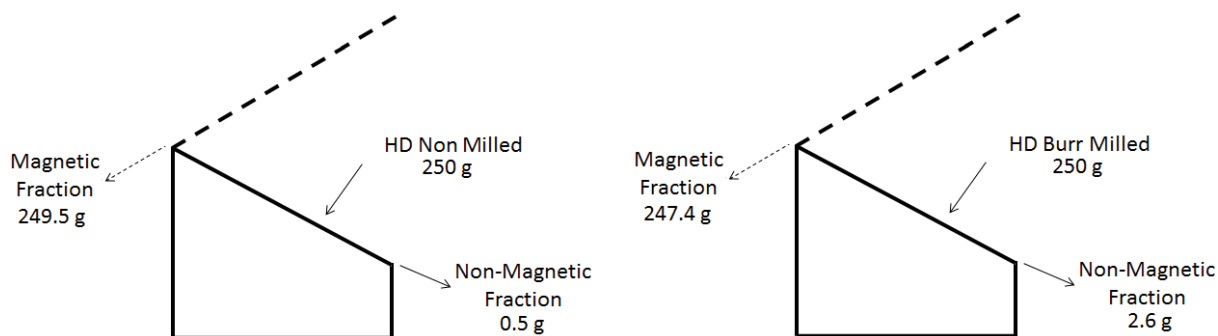 HD Non Milled
250 g
Magnetic
Fraction
249.5 g
Non-Magnetic
Fraction
0.5 g
HD Burr Milled
250 g
Magnetic
Fraction
247.4 g
Non-Magnetic
Fraction
2.6 g